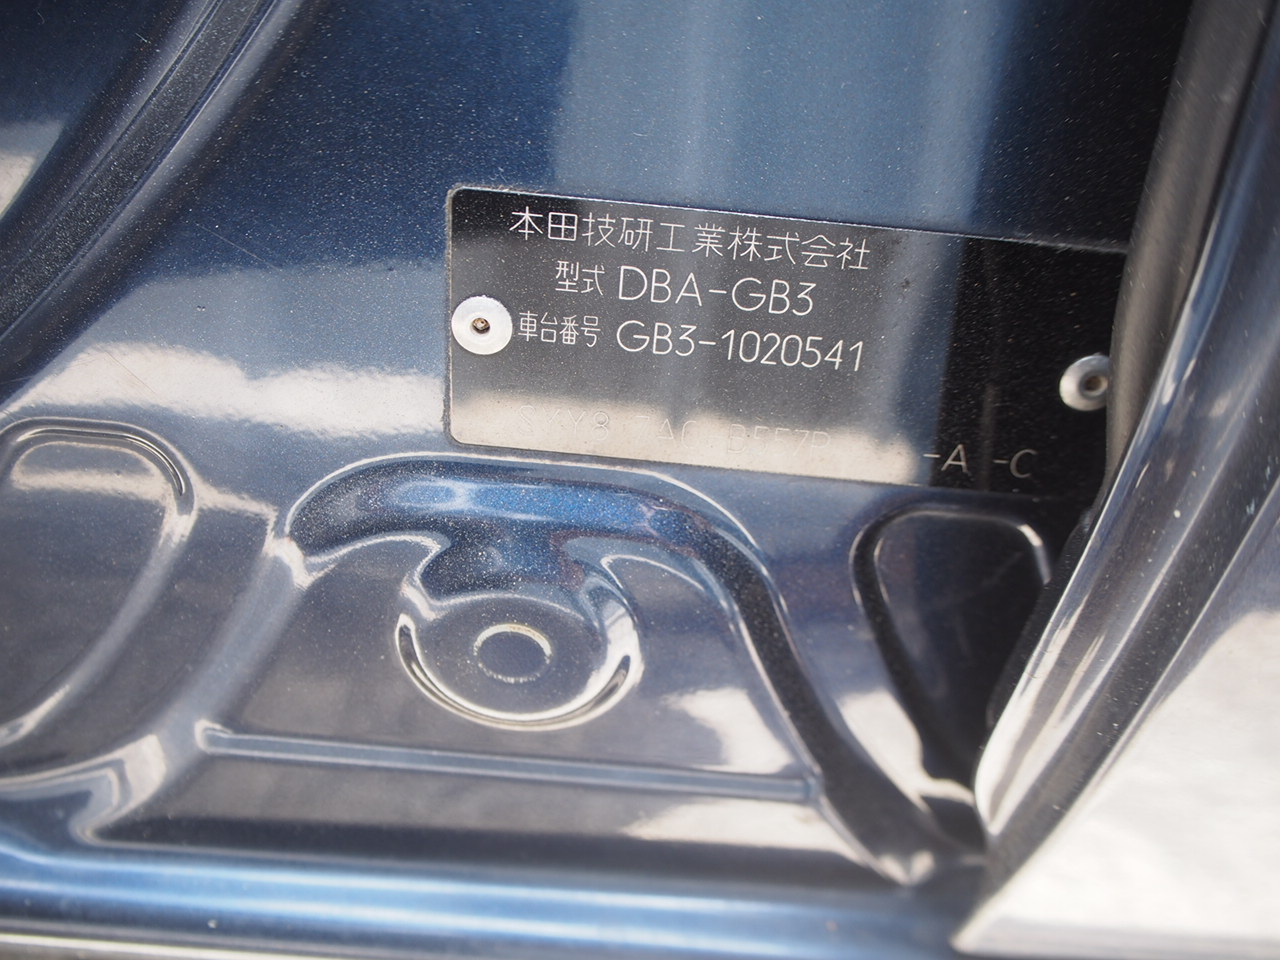 本田技研工業株式会社
型式 DBA-GB3
車台番号 GB3-1020541
-A -C